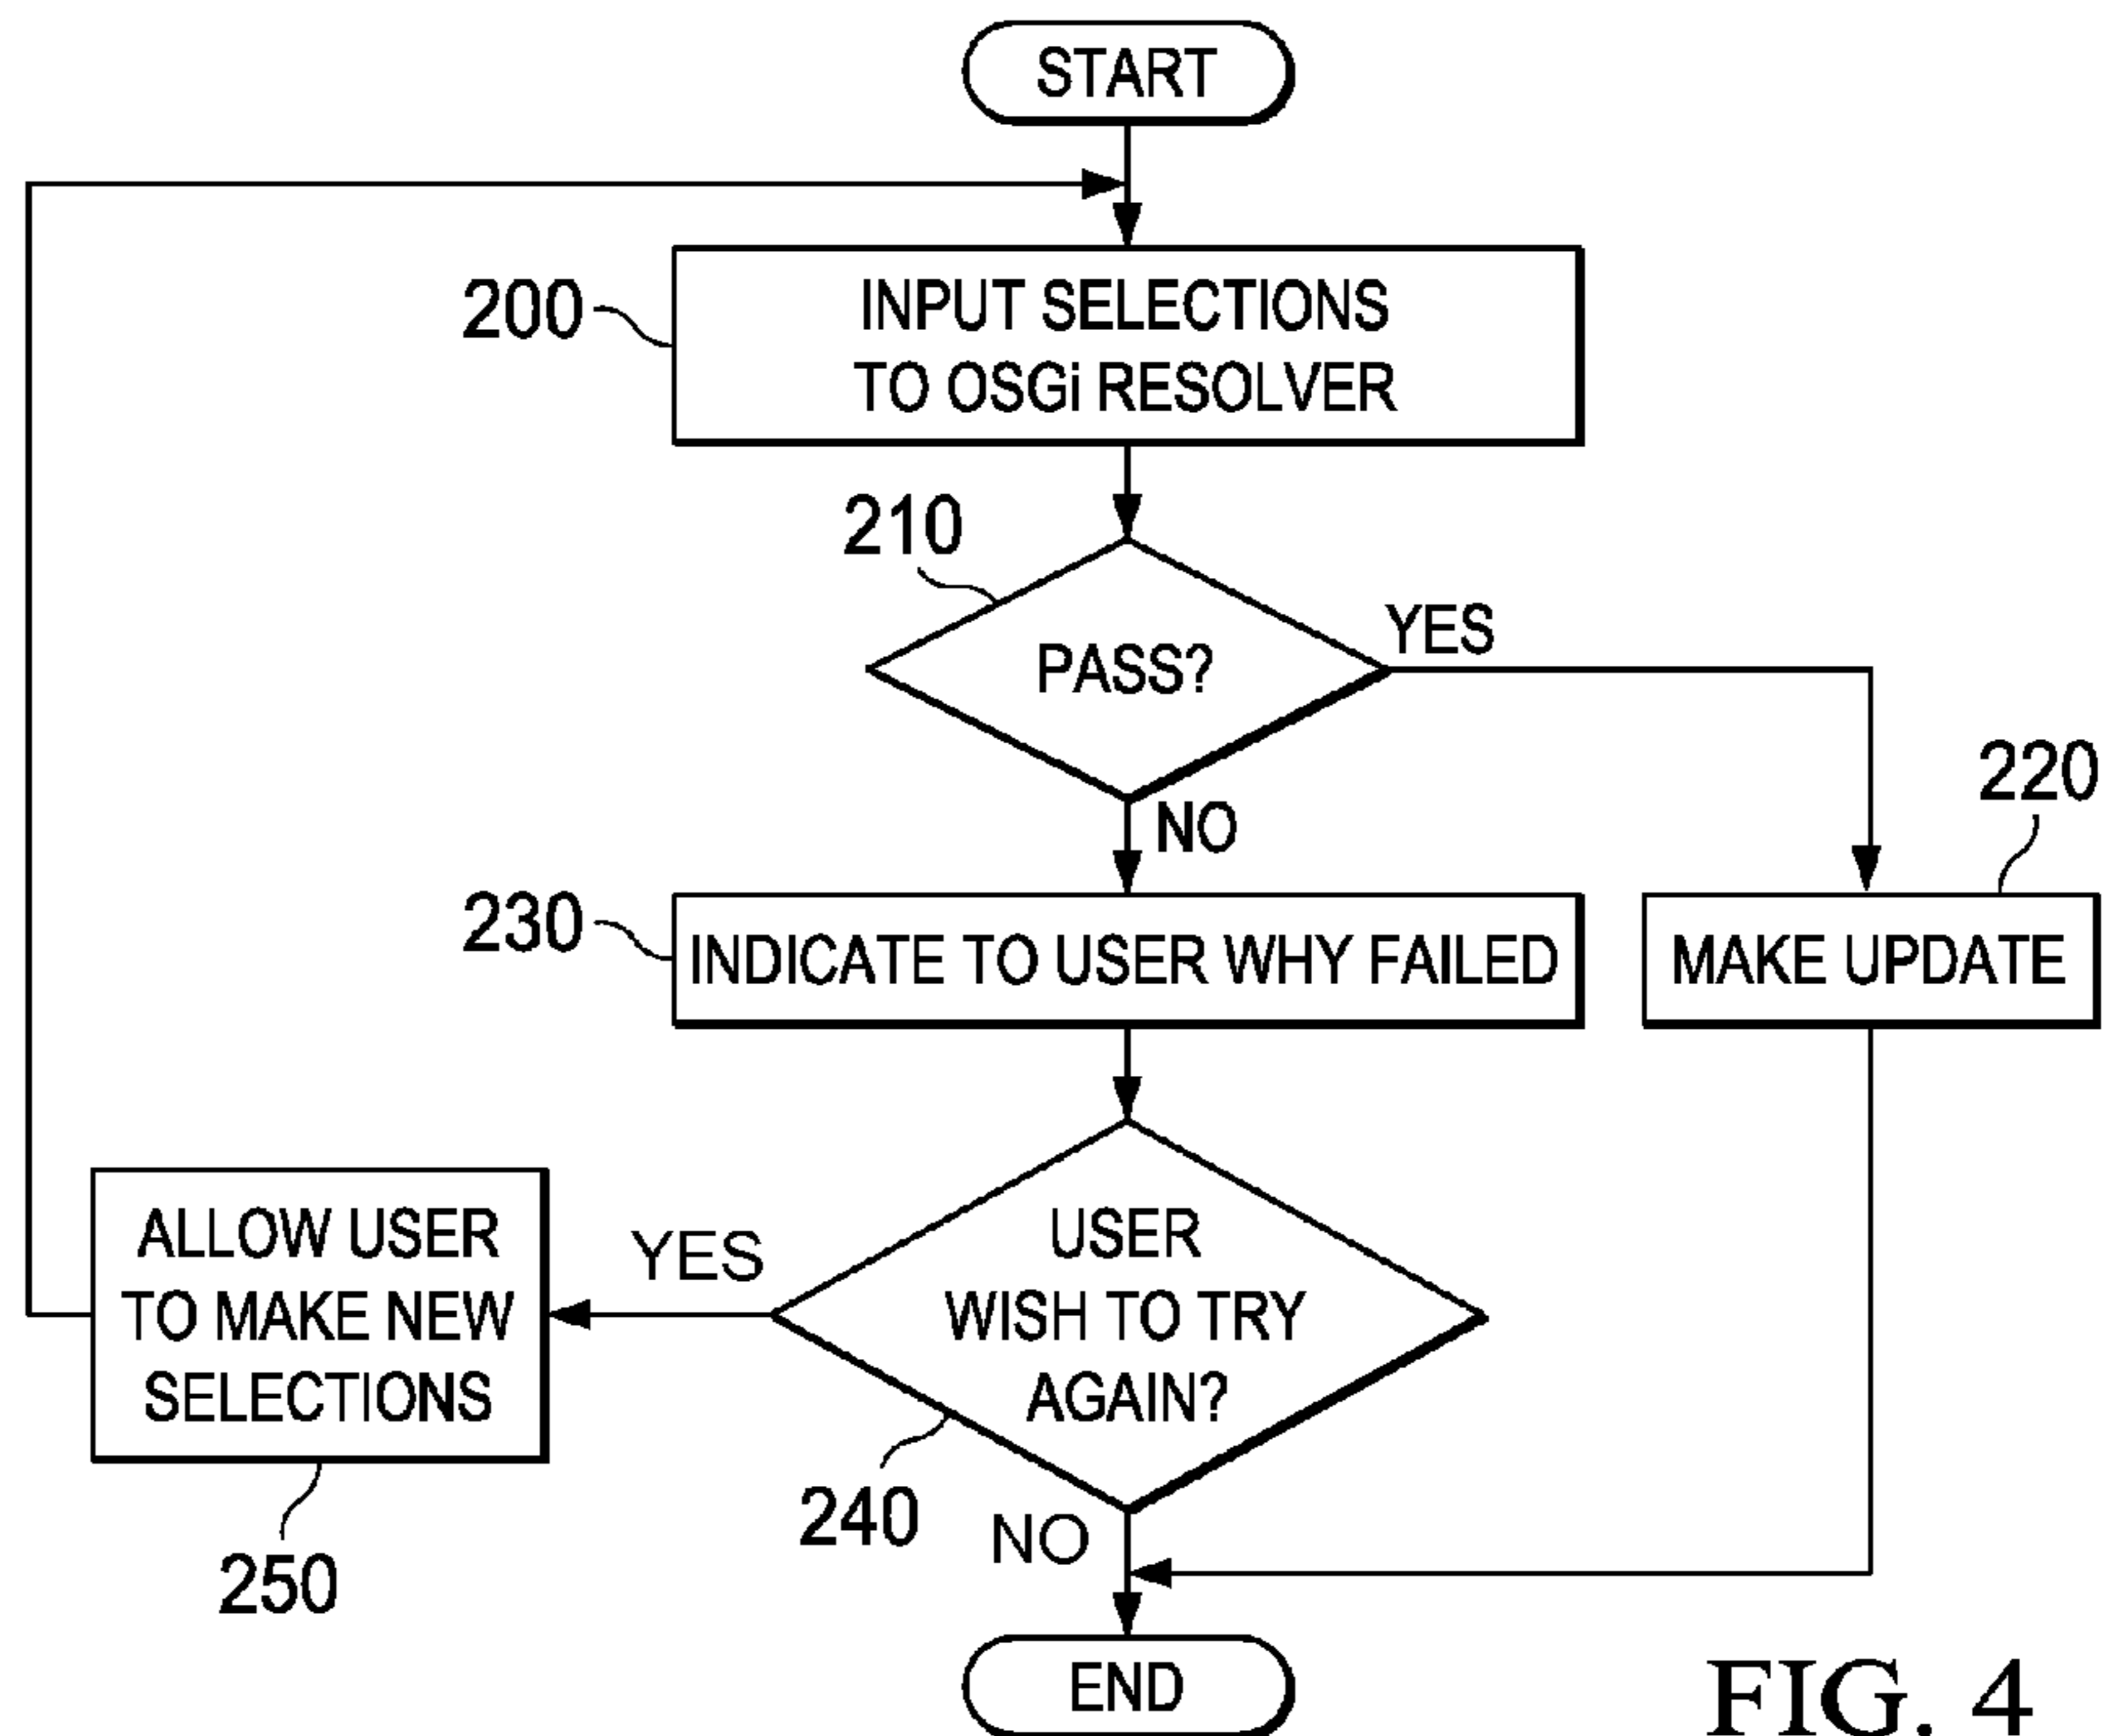 START
200
INPUT SELECTIONS
TO OSGi RESOLVER
210
PASS?
YES
NO
220
230
INDICATE TO USER WHY FAILED
MAKE UPDATE
ALLOW USER
TO MAKE NEW
SELECTIONS
YES
USER
WISH TO TRY
AGAIN?
240
NO
250
END
FIG. 4